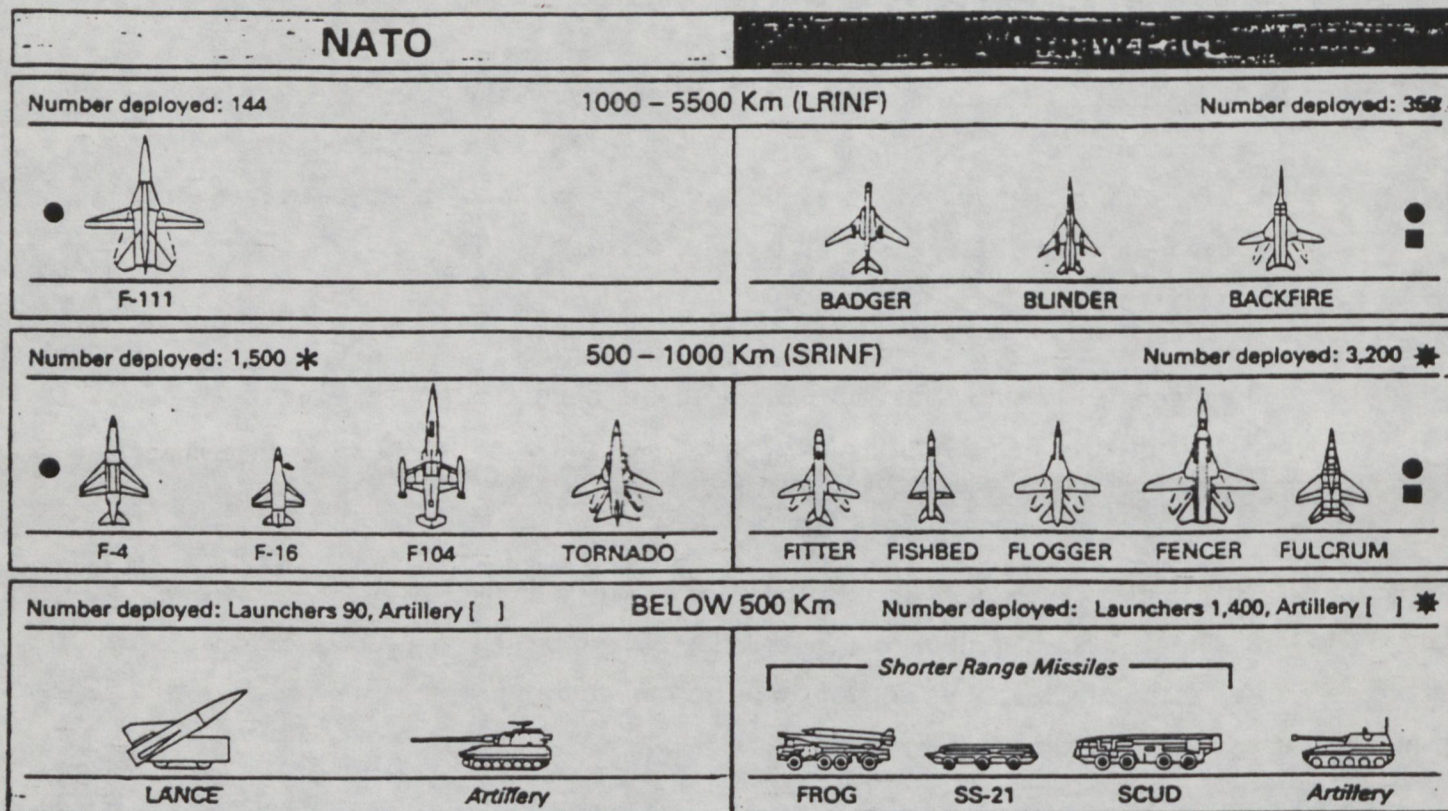 NATO
Number deployed: 144 1000 – 5500 Km (LRINF) Number deployed:
F-111 BADGER BLINDER BACKFIRE
Number deployed: 1,500 * 500 – 1000 Km (SRINF) Number deployed: 3,200 *
F-4 F-16 F104 TORNADO FITTER FISHBED FLOGGER FENCER FULCRUM
Number deployed: Launchers 90, Artillery [ ] BELOW 500 Km Number deployed: Launchers 1,400, Artillery [ ] *
Shorter Range Missiles
LANCE Artillery FROG SS-21 SCUD Artillery